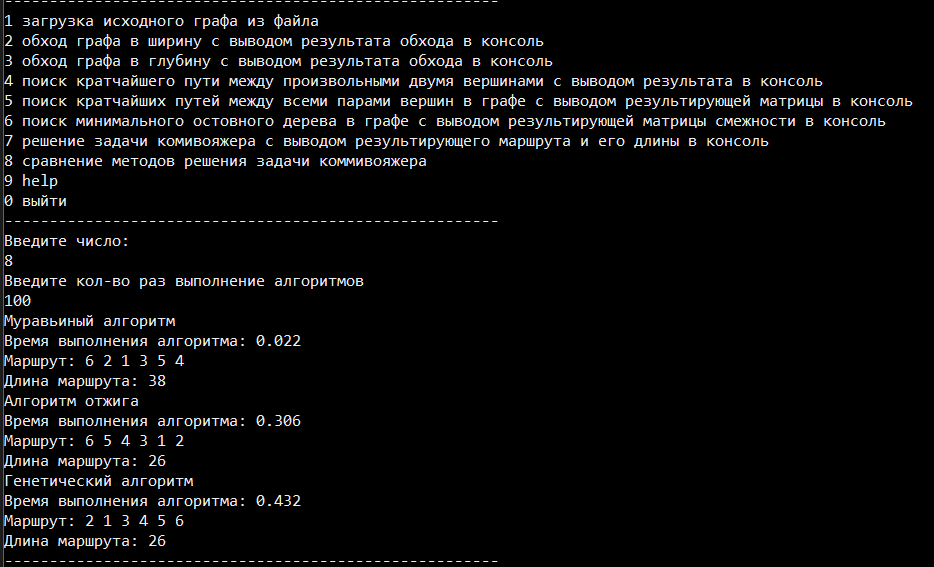 -------------------------------------------------------
1 загрузка исходного графа из файла
2 обход графа в ширину с выводом результата обхода в консоль
3 обход графа в глубину с выводом результата обхода в консоль
4 поиск кратчайшего пути между произвольными двумя вершинами с выводом результата в консоль
5 поиск кратчайших путей между всеми парами вершин в графе с выводом результирующей матрицы в консоль
6 поиск минимального остовного дерева в графе с выводом результирующей матрицы смежности в консоль
7 решение задачи комивояжера с выводом результирующего маршрута и его длины в консоль
8 сравнение методов решения задачи коммивояжера
9 help
0 выйти
-------------------------------------------------------
Введите число:
8
Введите кол-во раз выполнение алгоритмов
100
Муравьиный алгоритм
Время выполнения алгоритма: 0.022
Маршрут: 6 2 1 3 5 4
Длина маршрута: 38
Алгоритм отжига
Время выполнения алгоритма: 0.306
Маршрут: 6 5 4 3 1 2
Длина маршрута: 26
Генетический алгоритм
Время выполнения алгоритма: 0.432
Маршрут: 2 1 3 4 5 6
Длина маршрута: 26
-------------------------------------------------------